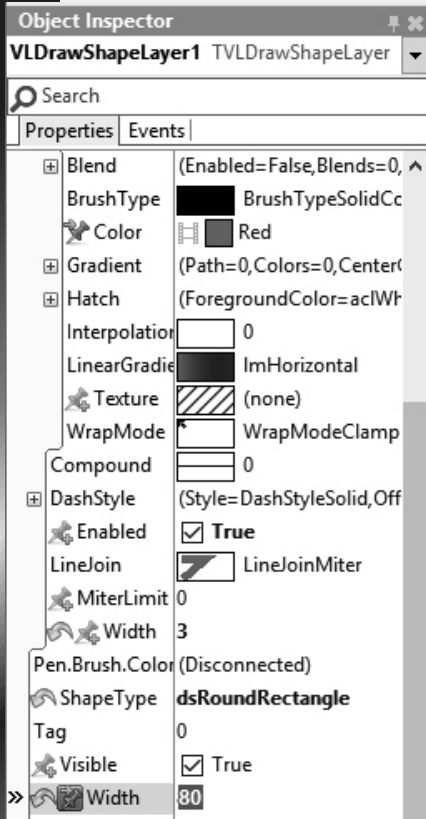 Object Inspector
VLDrawShapeLayer1 TVLDrawShapeLayer
Search
Properties Events
Blend (Enabled=False,Blends=0,
BrushType BrushTypeSolidCo
Color Red
Gradient (Path=0,Colors=0,Center
Hatch (ForegroundColor=aclWh
Interpolation 0
LinearGradie lmHorizontal
Texture (none)
WrapMode WrapModeClamp
Compound 0
DashStyle (Style=DashStyleSolid,Off
Enabled True
LineJoin LineJoinMiter
MiterLimit 0
Width 3
Pen.Brush.Color (Disconnected)
ShapeType dsRoundRectangle
Tag 0
Visible True
» Width 80